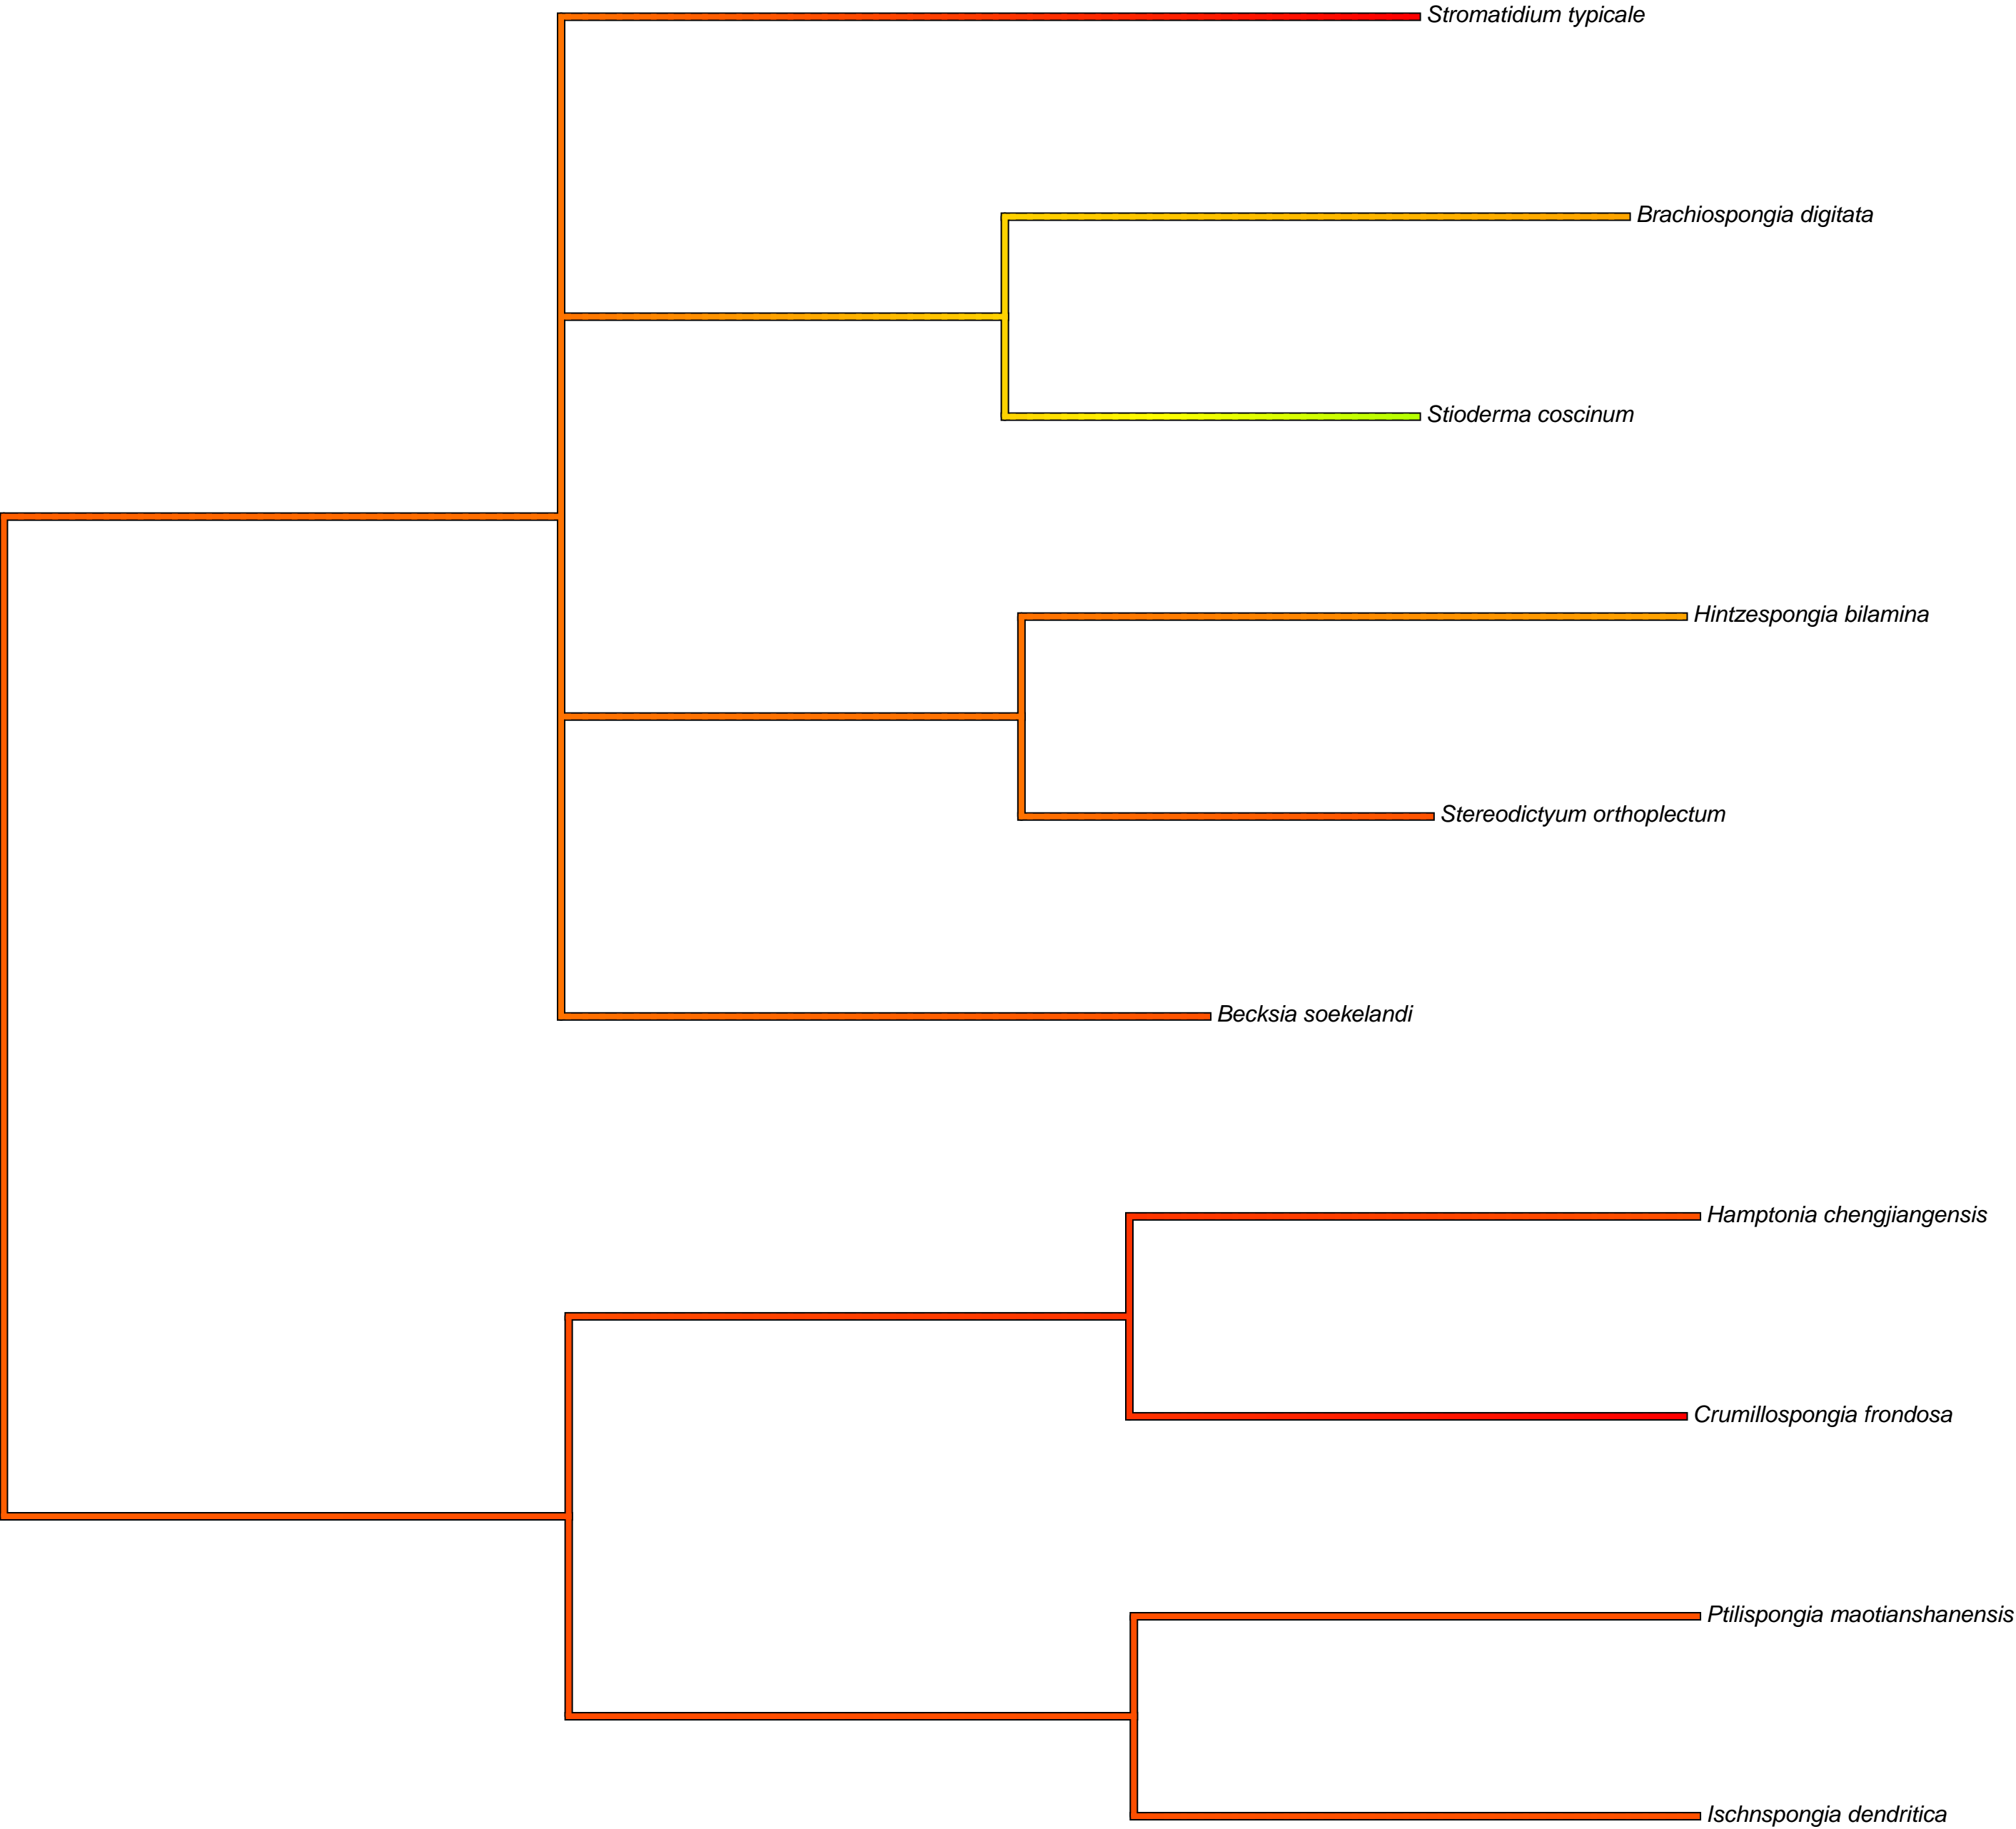 Stromatidium typicale
Brachiospongia digitata
Stioderma coscinum
Hintzespongia bilamina
Stereodictyum orthoplectum
Becksia soekelandi
Hamptonia chengjiangensis
Crumillospongia frondosa
Ptilispongia maotianshanensis
Ischnspongia dendritica